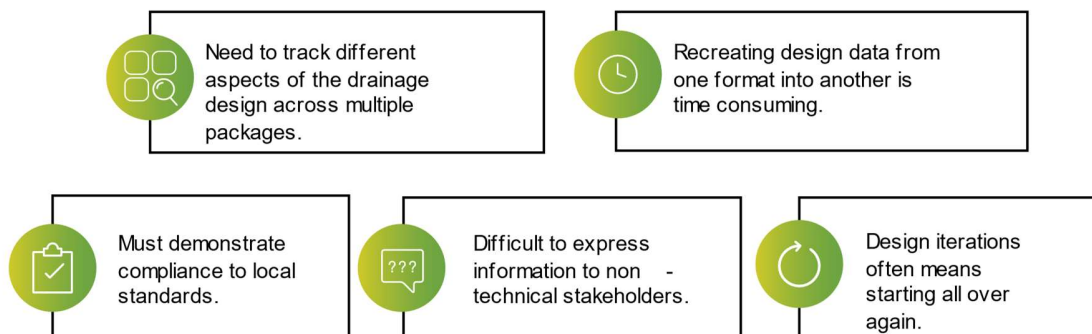 Need to track different
aspects of the drainage
design across multiple
packages.
Recreating design data from
one format into another is
time consuming.
Must demonstrate
compliance to local
standards.
???
Difficult to express
information to non -
technical stakeholders.
Design iterations
often means
starting all over
again.